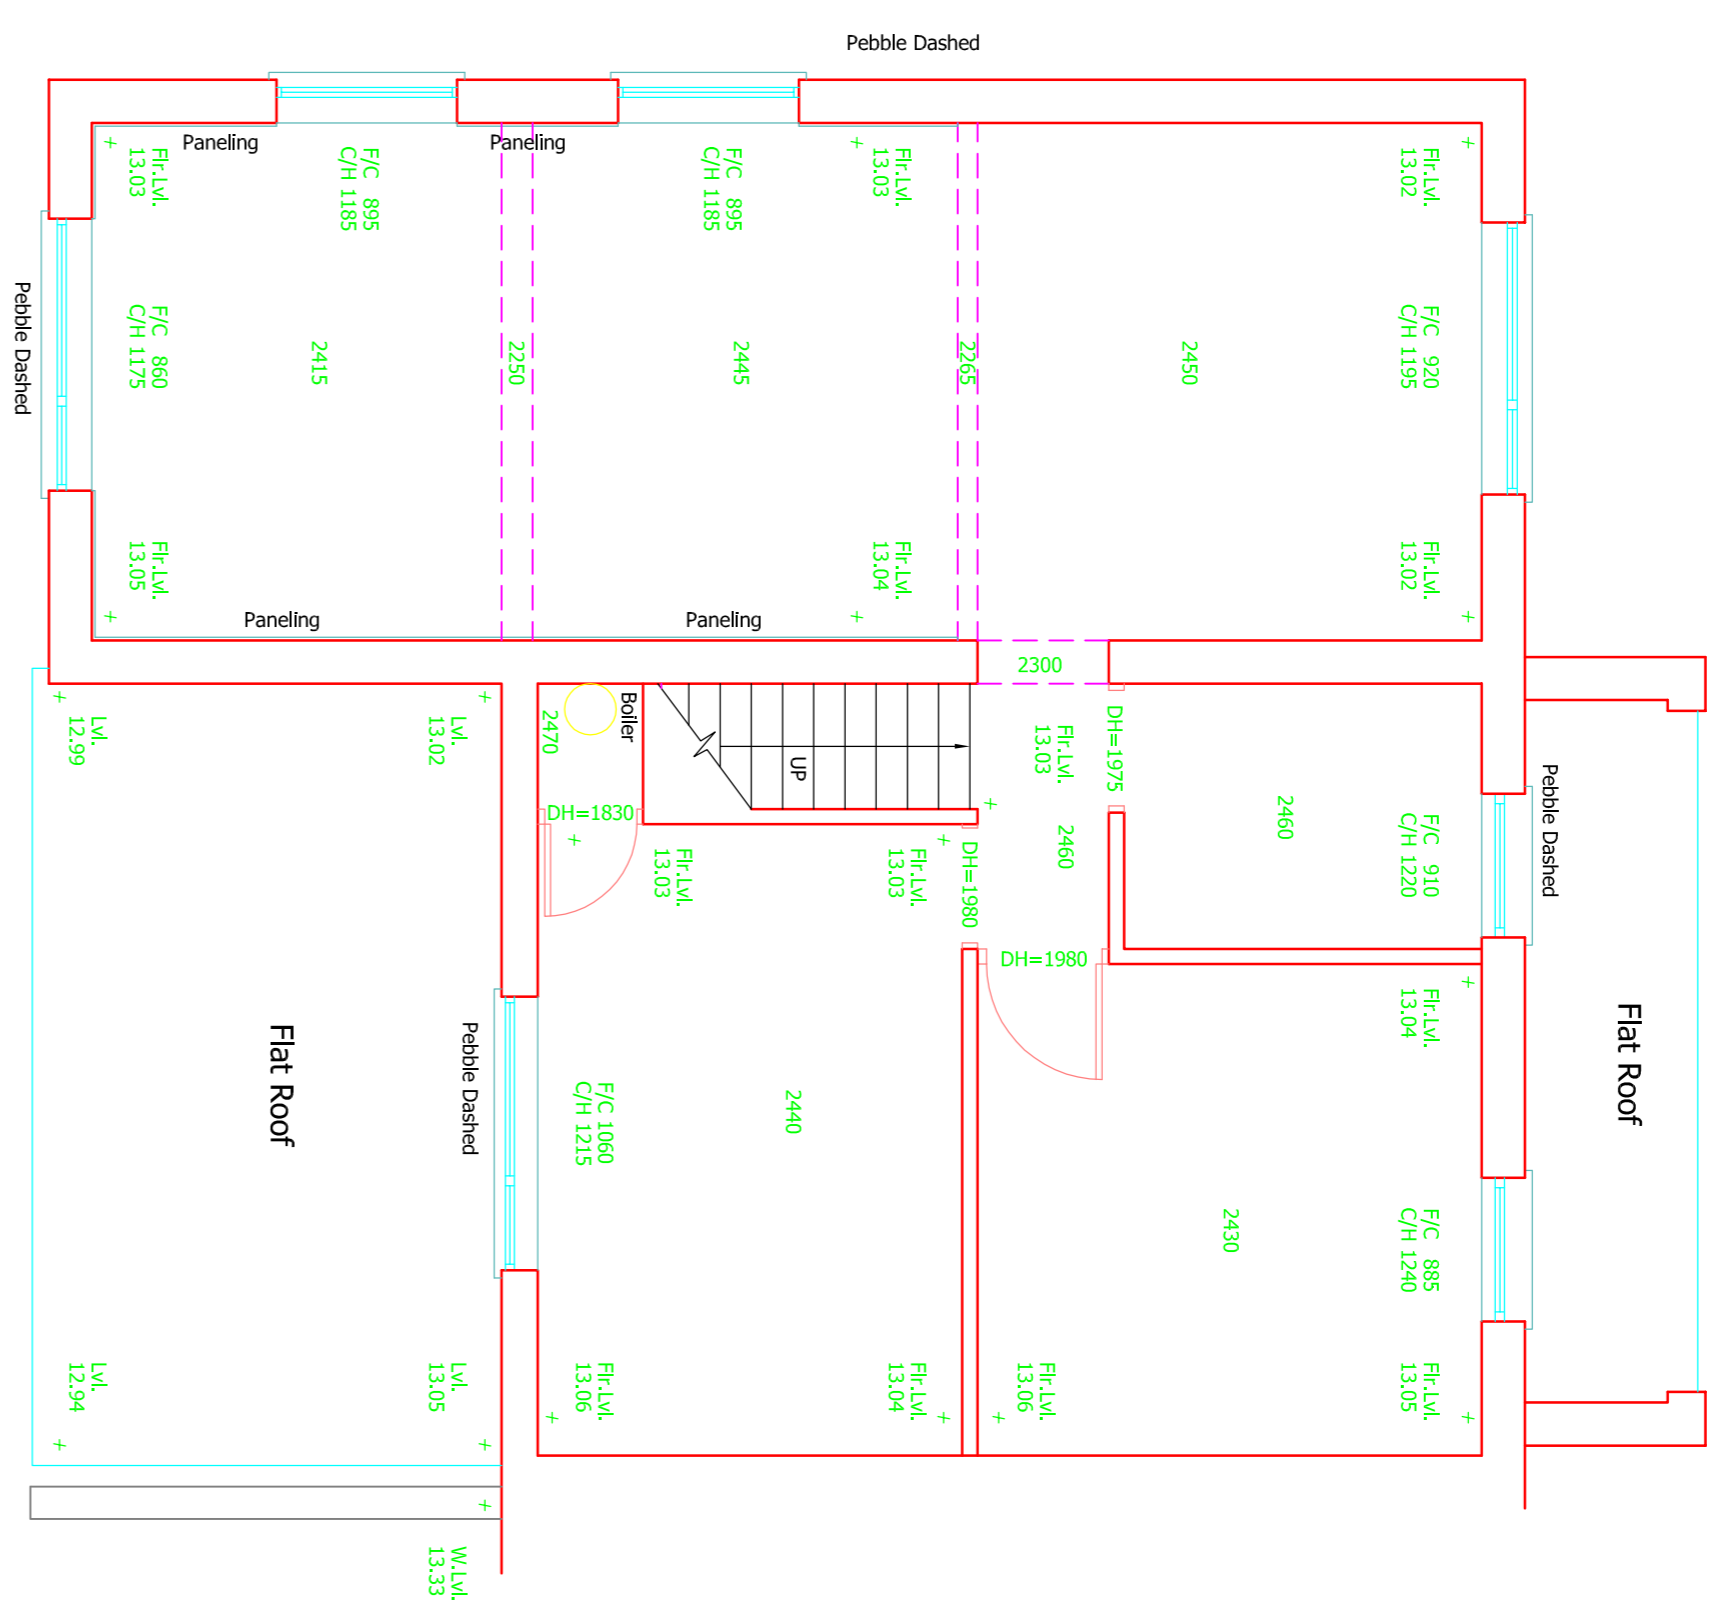 Pebble Dashed
Paneling
Paneling
Flr.Lvl.
13.03
F/C 895
C/H 1185
F/C 895
C/H 1185
Flr.Lvl.
13.03
Flr.Lvl.
13.02
Pebble Dashed
F/C 860
C/H 1175
2415
2250
2445
2265
2450
F/C 920
C/H 1195
Flr.Lvl.
13.05
Flr.Lvl.
13.04
Flr.Lvl.
13.02
Paneling
Paneling
2300
Lvl.
12.99
Lvl.
13.02
2470
Boiler
UP
Flr.Lvl.
13.03
DH=1975
DH=1830
2460
2460
F/C 910
C/H 1220
Pebble Dashed
Flr.Lvl.
13.03
Flr.Lvl.
13.03
DH=1980
DH=1980
Flr.Lvl.
13.04
Flat Roof
Pebble Dashed
F/C 1060
C/H 1215
2440
2430
F/C 885
C/H 1240
Flat Roof
Lvl.
12.94
Lvl.
13.05
Flr.Lvl.
13.06
Flr.Lvl.
13.04
Flr.Lvl.
13.06
Flr.Lvl.
13.05
W.Lvl.
13.33